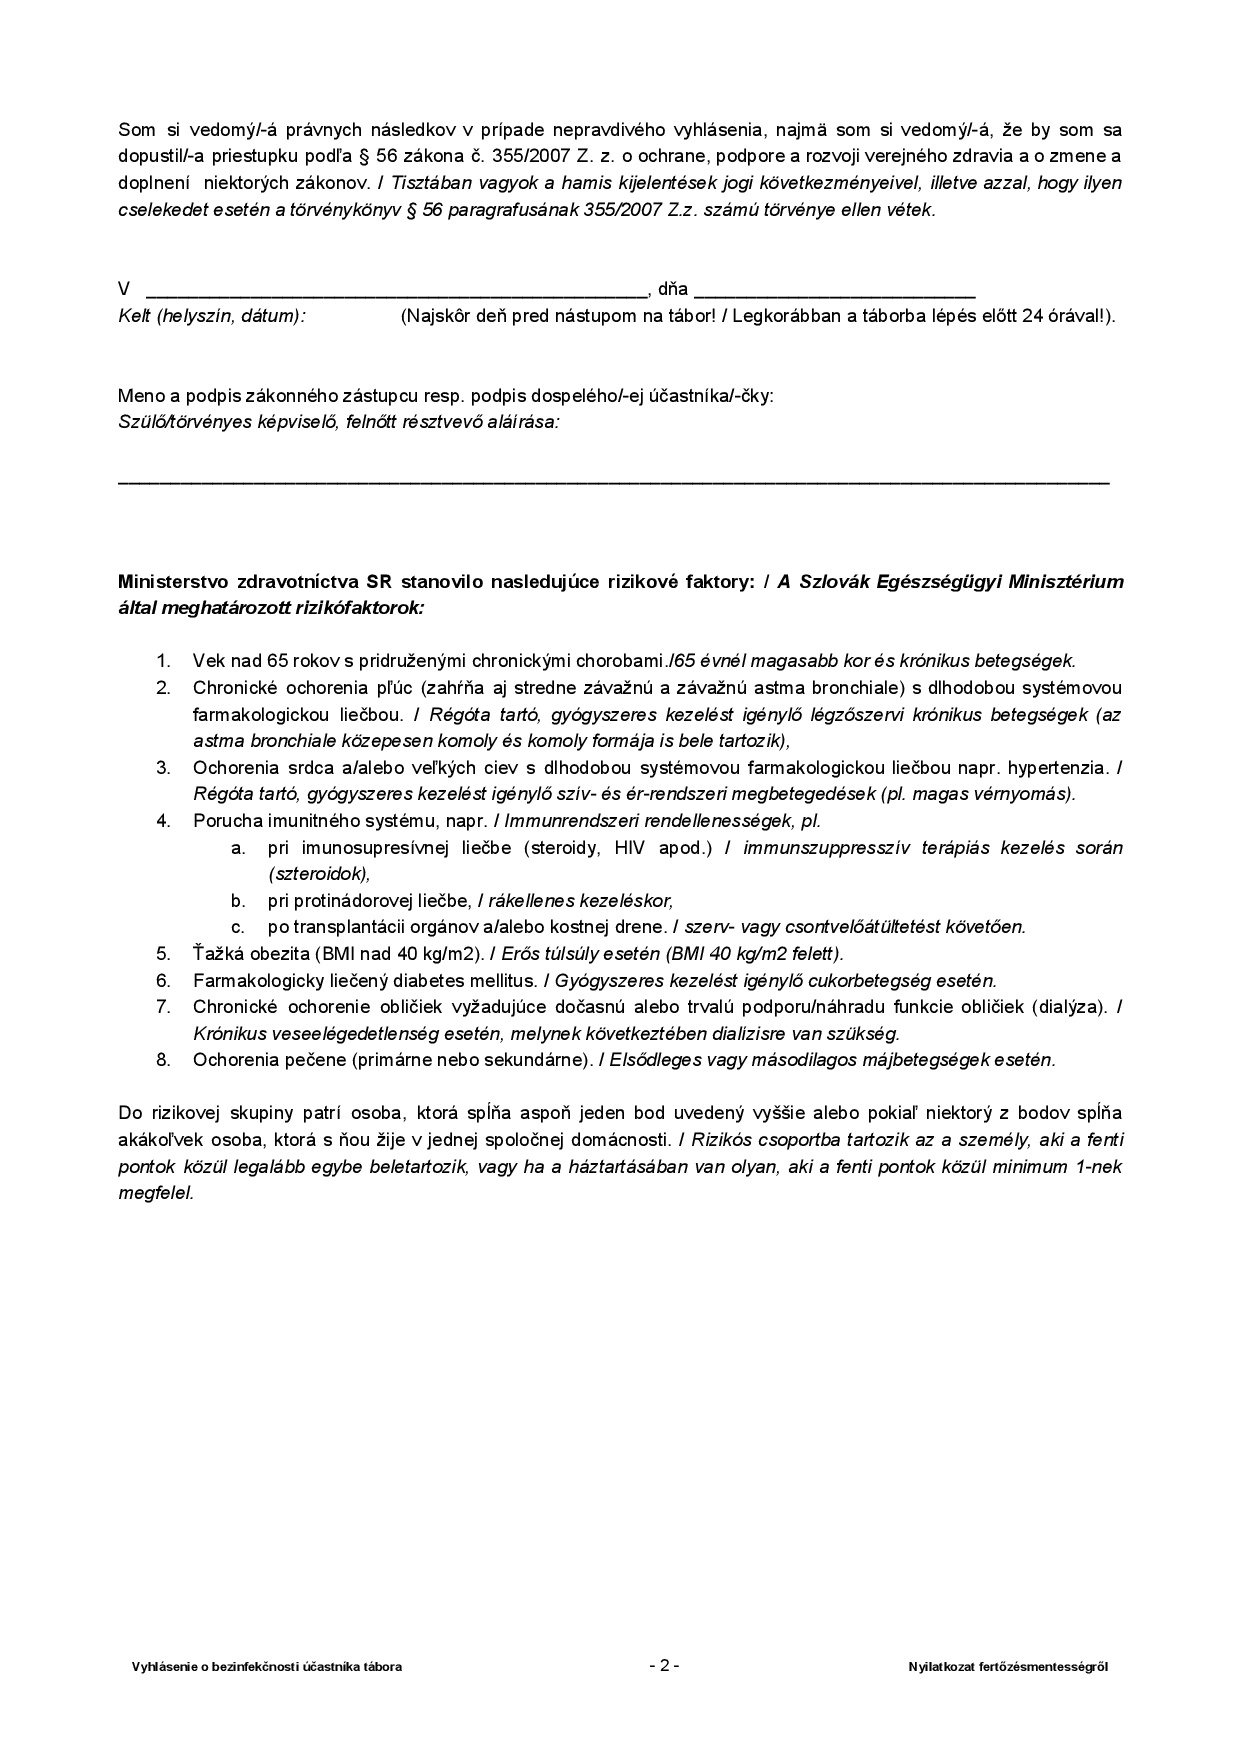 Som si vedomý/-á právnych následkov v prípade nepravdivého vyhlásenia, najmä som si vedomý/-á, že by som sa
dopustil/-a priestupku podľa § 56 zákona č. 355/2007 Z. z. o ochrane, podpore a rozvoji verejného zdravia a o zmene a
doplnení niektorých zákonov. / Tisztában vagyok a hamis kijelentések jogi következményeivel, illetve azzal, hogy ilyen
cselekedet esetén a törvénykönyv § 56 paragrafusának 355/2007 Z.z. számú törvénye ellen vétek.
V ________________________________________________, dňa ___________________________
Kelt (helyszín, dátum): (Najskôr deň pred nástupom na tábor! / Legkorábban a táborba lépés előtt 24 órával!).
Meno a podpis zákonného zástupcu resp. podpis dospelého/-ej účastníka/-čky:
Szülő/törvényes képviselő, felnőtt résztvevő aláírása:
_______________________________________________________________________________________________
Ministerstvo zdravotníctva SR stanovilo nasledujúce rizikové faktory: / A Szlovák Egészségügyi Minisztérium
által meghatározott rizikófaktorok:
1. Vek nad 65 rokov s pridruženými chronickými chorobami./65 évnél magasabb kor és krónikus betegségek.
2. Chronické ochorenia pľúc (zahŕňa aj stredne závažnú a závažnú astma bronchiale) s dlhodobou systémovou
farmakologickou liečbou. / Régóta tartó, gyógyszeres kezelést igénylő légzőszervi krónikus betegségek (az
astma bronchiale közepesen komoly és komoly formája is bele tartozik),
3. Ochorenia srdca a/alebo veľkých ciev s dlhodobou systémovou farmakologickou liečbou napr. hypertenzia. /
Régóta tartó, gyógyszeres kezelést igénylő szív- és ér-rendszeri megbetegedések (pl. magas vérnyomás).
4. Porucha imunitného systému, napr. / Immunrendszeri rendellenességek, pl.
a. pri imunosupresívnej liečbe (steroidy, HIV apod.) / immunszuppresszív terápiás kezelés során
(szteroidok),
b. pri protinádorovej liečbe, / rákellenes kezeléskor,
c. po transplantácii orgánov a/alebo kostnej drene. / szerv- vagy csontvelőátültetést követően.
5. Ťažká obezita (BMI nad 40 kg/m2). / Erős túlsúly esetén (BMI 40 kg/m2 felett).
6. Farmakologicky liečený diabetes mellitus. / Gyógyszeres kezelést igénylő cukorbetegség esetén.
7. Chronické ochorenie obličiek vyžadujúce dočasnú alebo trvalú podporu/náhradu funkcie obličiek (dialýza). /
Krónikus veseelégedetlenség esetén, melynek következtében dialízisre van szükség.
8. Ochorenia pečene (primárne nebo sekundárne). / Elsődleges vagy másodilagos májbetegségek esetén.
Do rizikovej skupiny patrí osoba, ktorá spĺňa aspoň jeden bod uvedený vyššie alebo pokiaľ niektorý z bodov spĺňa
akákoľvek osoba, ktorá s ňou žije v jednej spoločnej domácnosti. / Rizikós csoportba tartozik az a személy, aki a fenti
pontok közül legalább egybe beletartozik, vagy ha a háztartásában van olyan, aki a fenti pontok közül minimum 1-nek
megfelel.
Vyhlásenie o bezinfekčnosti účastníka tábora - 2 - Nyilatkozat fertőzésmentességről